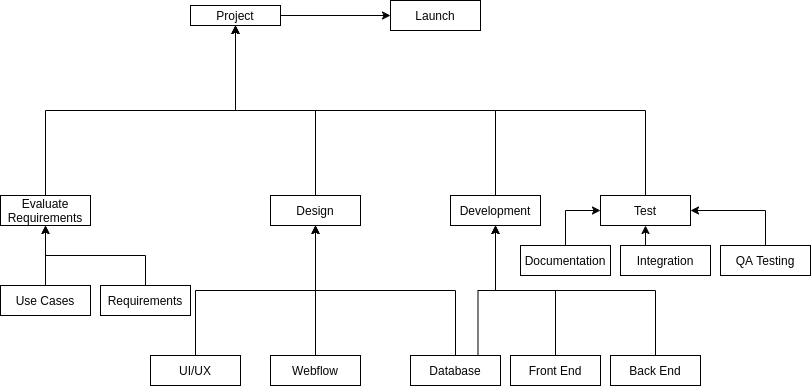 Project
Launch
Evaluate
Requirements
Design
Development
Test
Documentation
Integration
QA Testing
Use Cases
Requirements
UI/UX
Webflow
Database
Front End
Back End